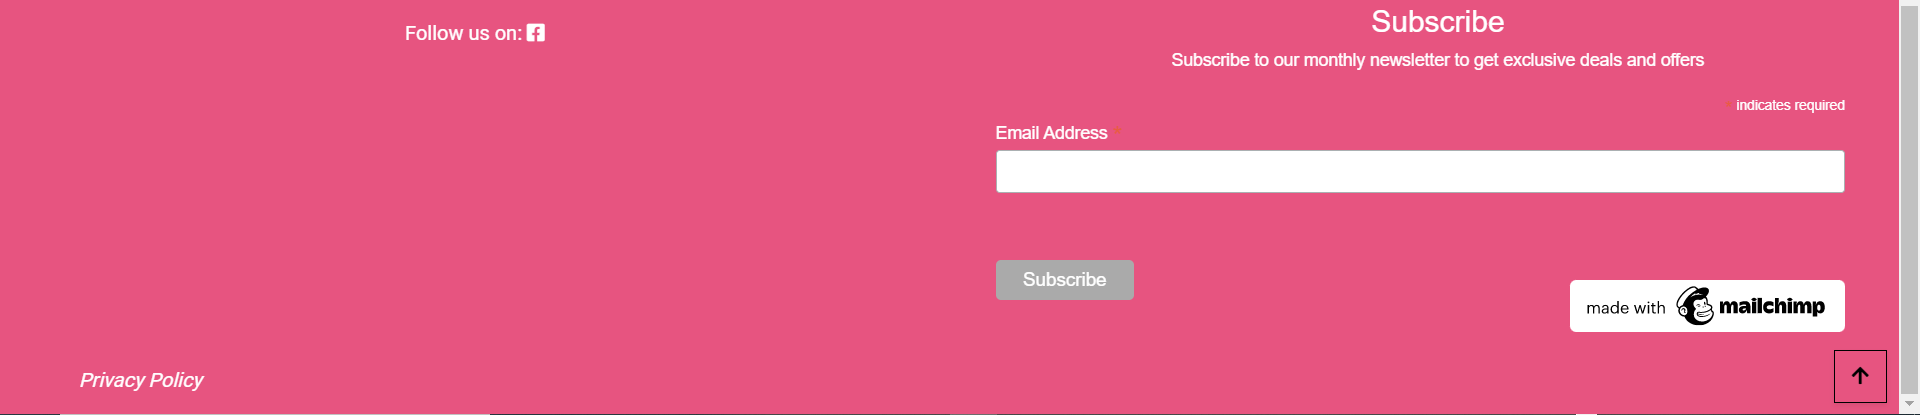 Follow us on:
Subscribe
Subscribe to our monthly newsletter to get exclusive deals and offers
* indicates required
Email Address *
Subscribe
made with mailchimp
Privacy Policy